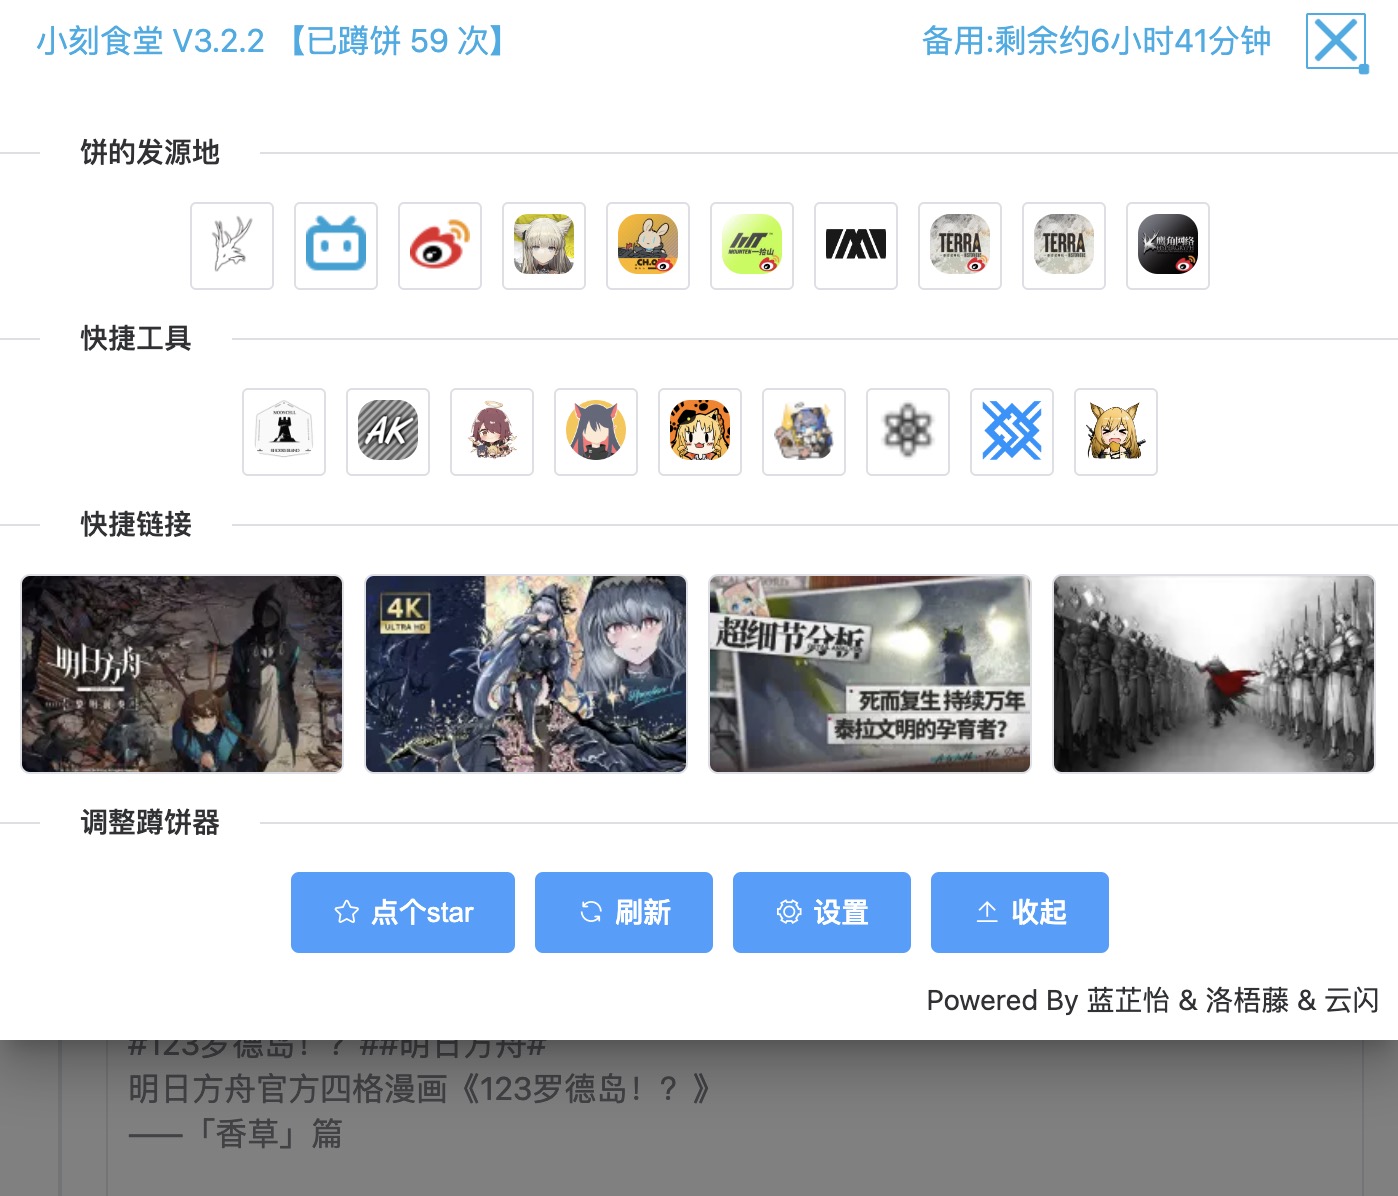 小刻食堂 V3.2.2 【已蹲饼 59 次】
备用:剩余约6小时41分钟
饼的发源地
TERRA
TERRA
鹰角网络
快捷工具
AK
快捷链接
明日方舟
4K
ULTRA HD
超细节分析
死而复生 持续万年
泰拉文明的孕育者?
调整蹲饼器
点个star
刷新
设置
收起
Powered By 蓝芷怡 & 洛梧藤 & 云闪
#123罗德岛！？##明日方舟#
明日方舟官方四格漫画《123罗德岛！？》
——「香草」篇